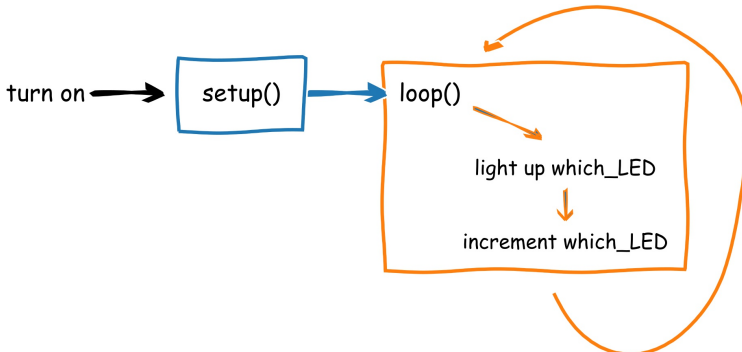 turn on
setup()
loop()
light up which_LED
increment which_LED